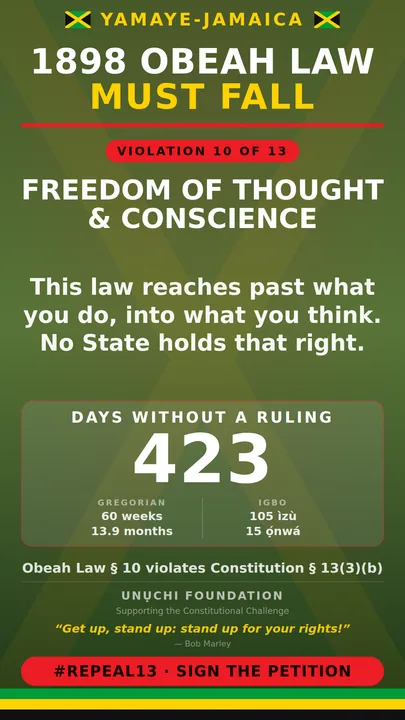 YAMAYE-JAMAICA
1898 OBEAH LAW
MUST FALL
VIOLATION 10 OF 13
FREEDOM OF THOUGHT
& CONSCIENCE
This law reaches past what
you do, into what you think.
No State holds that right.
DAYS WITHOUT A RULING
423
GREGORIAN
60 weeks
13.9 months
IGBO
105 ìzù
15 ọ́nwá
Obeah Law § 10 violates Constitution § 13(3)(b)
UNỤCHI FOUNDATION
Supporting the Constitutional Challenge
“Get up, stand up: stand up for your rights!”
— Bob Marley
#REPEAL13 · SIGN THE PETITION